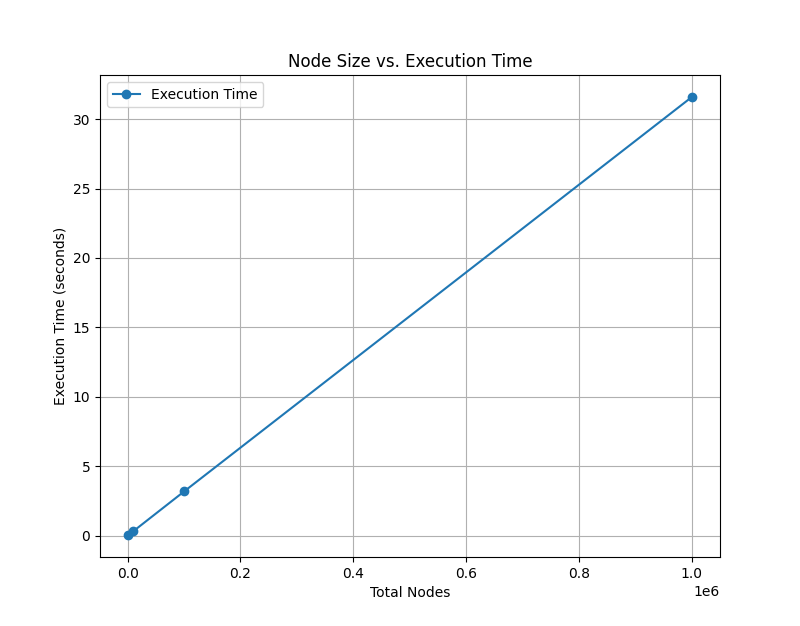 Node Size vs. Execution Time
Execution Time
30
25
20
15
10
5
0
Execution Time (seconds)
0.0 0.2 0.4 0.6 0.8 1.0
1e6
Total Nodes